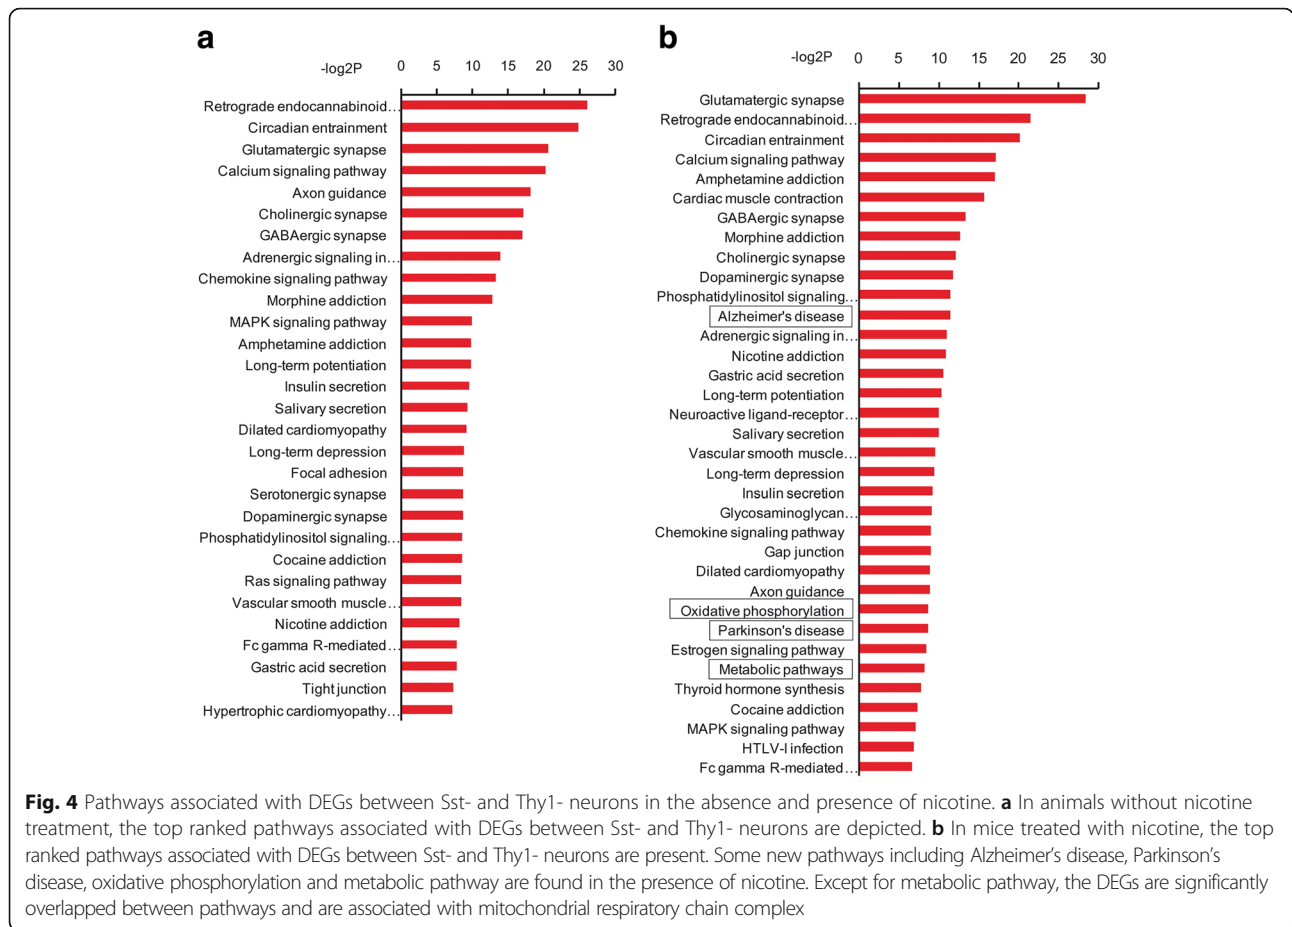 a
-log2P
0 5 10 15 20 25 30
Retrograde endocannabinoid…
Circadian entrainment
Glutamatergic synapse
Calcium signaling pathway
Axon guidance
Cholinergic synapse
GABAergic synapse
Adrenergic signaling in…
Chemokine signaling pathway
Morphine addiction
MAPK signaling pathway
Amphetamine addiction
Long-term potentiation
Insulin secretion
Salivary secretion
Dilated cardiomyopathy
Long-term depression
Focal adhesion
Serotonergic synapse
Dopaminergic synapse
Phosphatidylinositol signaling…
Cocaine addiction
Ras signaling pathway
Vascular smooth muscle…
Nicotine addiction
Fc gamma R-mediated…
Gastric acid secretion
Tight junction
Hypertrophic cardiomyopathy…
b
-log2P
0 5 10 15 20 25 30
Glutamatergic synapse
Retrograde endocannabinoid…
Circadian entrainment
Calcium signaling pathway
Amphetamine addiction
Cardiac muscle contraction
GABAergic synapse
Morphine addiction
Cholinergic synapse
Dopaminergic synapse
Phosphatidylinositol signaling…
Alzheimer's disease
Adrenergic signaling in…
Nicotine addiction
Gastric acid secretion
Long-term potentiation
Neuroactive ligand-receptor…
Salivary secretion
Vascular smooth muscle…
Long-term depression
Insulin secretion
Glycosaminoglycan…
Chemokine signaling pathway
Gap junction
Dilated cardiomyopathy
Axon guidance
Oxidative phosphorylation
Parkinson's disease
Estrogen signaling pathway
Metabolic pathways
Thyroid hormone synthesis
Cocaine addiction
MAPK signaling pathway
HTLV-I infection
Fc gamma R-mediated…
Fig. 4 Pathways associated with DEGs between Sst- and Thy1- neurons in the absence and presence of nicotine. a In animals without nicotine
treatment, the top ranked pathways associated with DEGs between Sst- and Thy1- neurons are depicted. b In mice treated with nicotine, the top
ranked pathways associated with DEGs between Sst- and Thy1- neurons are present. Some new pathways including Alzheimer's disease, Parkinson's
disease, oxidative phosphorylation and metabolic pathway are found in the presence of nicotine. Except for metabolic pathway, the DEGs are significantly
overlapped between pathways and are associated with mitochondrial respiratory chain complex